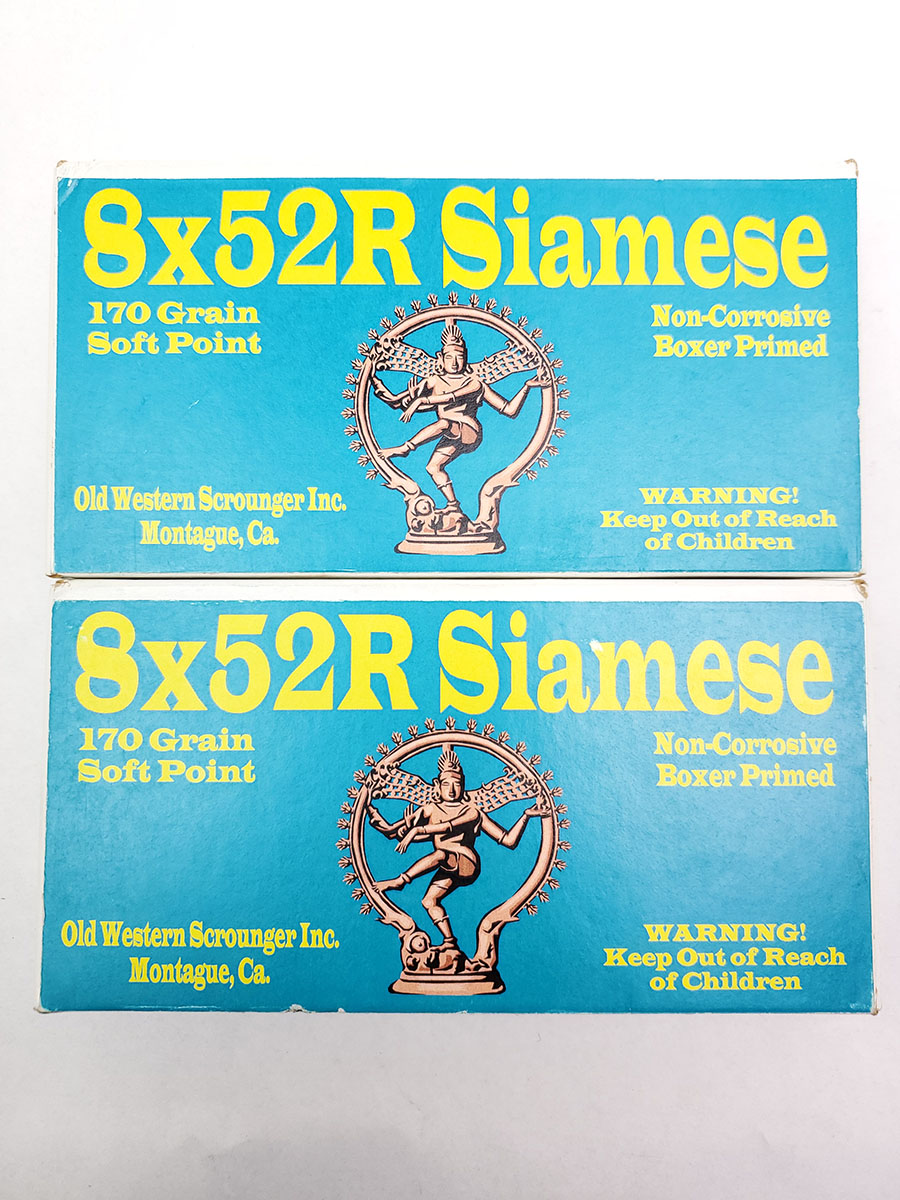 8x52R Siamese
170 Grain
Soft Point
Non-Corrosive
Boxer Primed
Old Western Scrounger Inc.
Montague, Ca.
WARNING!
Keep Out of Reach
of Children
8x52R Siamese
170 Grain
Soft Point
Non-Corrosive
Boxer Primed
Old Western Scrounger Inc.
Montague, Ca.
WARNING!
Keep Out of Reach
of Children